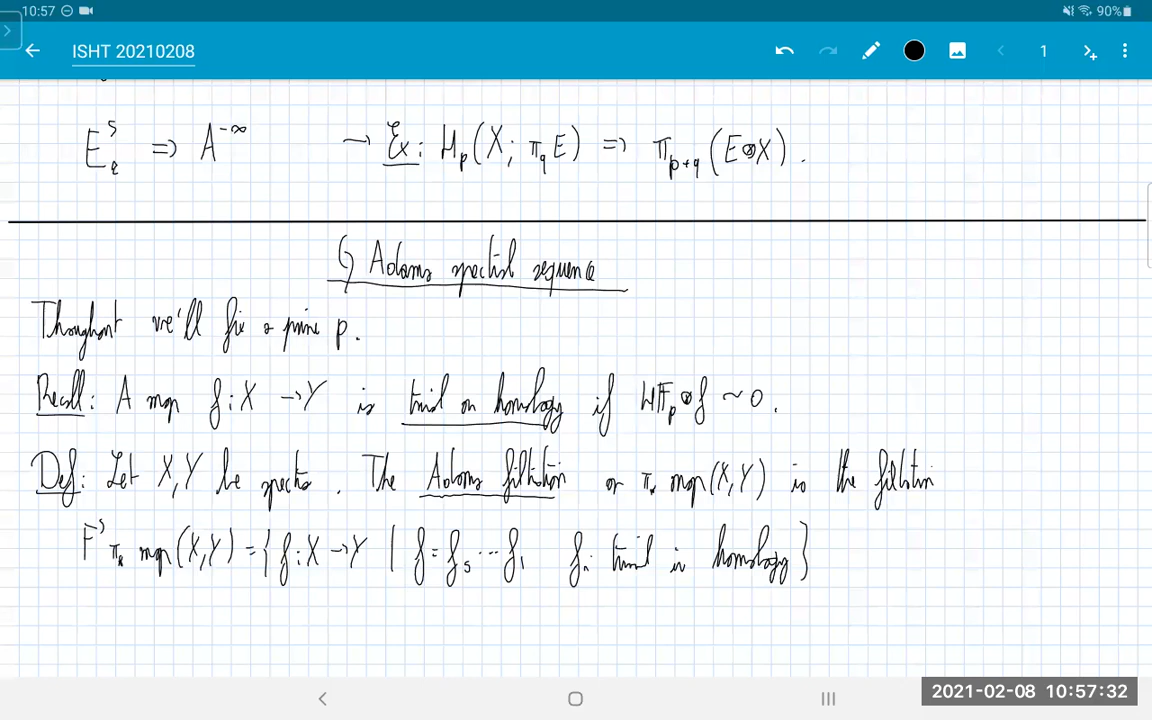 10:57 90%
ISHT 20210208 1
E^s_q ⇒ A^{-∞} → Ex: H_p(X; π_q E) ⇒ π_{p+q}(E⊗X).
Adams spectral sequence
Throughout we'll fix a prime p.
Recall: A map f: X → Y is trivial on homology if HF_p⊗f ~ 0.
Def: Let X,Y be spectra. The Adams filtration on π_* map(X,Y) is the filtration
F^s π_* map(X,Y) = {f: X → Y | f = f_s ... f_1 f_i trivial in homology}
2021-02-08 10:57:32